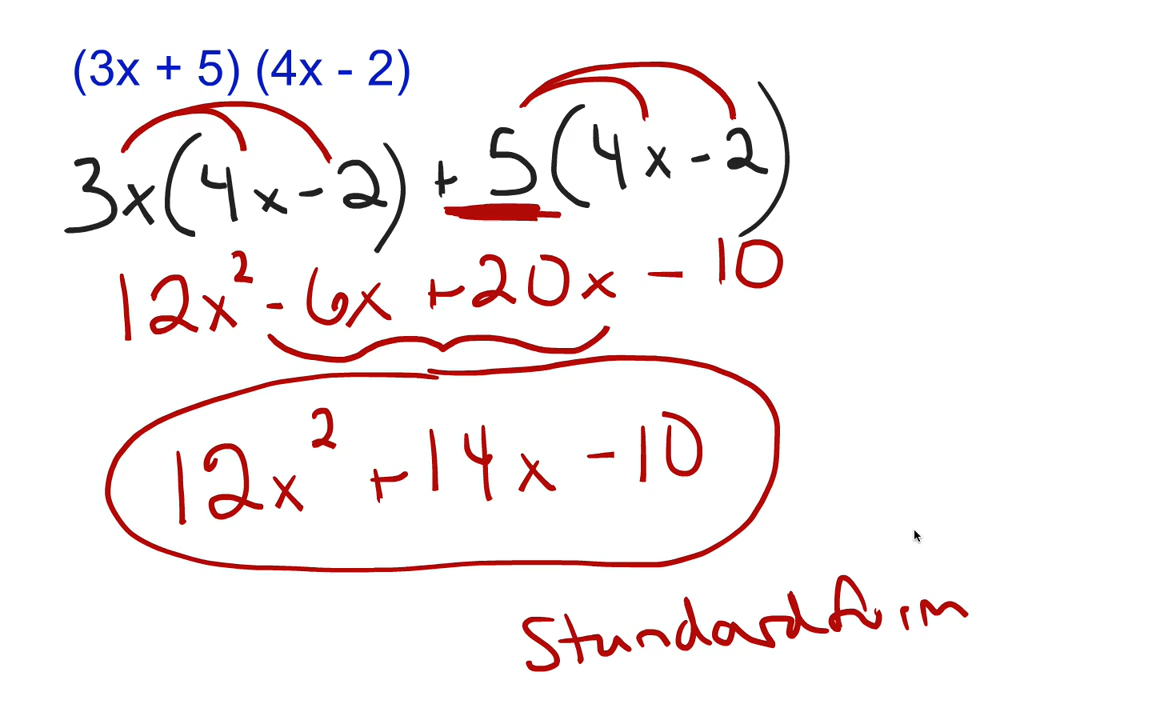 (3x + 5) (4x - 2)
3x(4x-2) + 5(4x-2)
12x² - 6x + 20x - 10
12x² + 14x - 10
Standard form